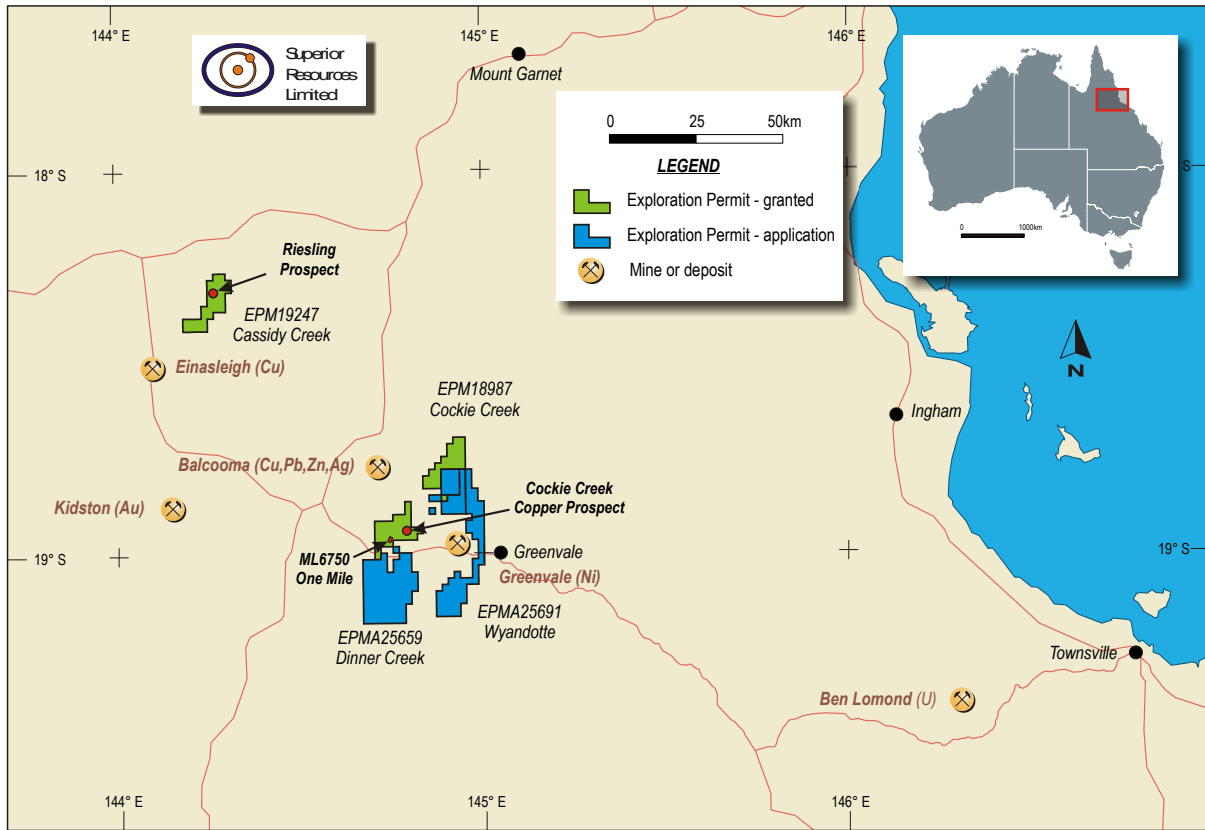 144° E
145° E
146° E
Superior
Resources
Limited
Mount Garnet
0 25 50km
LEGEND
Exploration Permit - granted
Exploration Permit - application
Mine or deposit
0 1000km
18° S
S
Riesling
Prospect
EPM19247
Cassidy Creek
Einasleigh (Cu)
N
EPM18987
Cockie Creek
Ingham
Balcooma (Cu,Pb,Zn,Ag)
Cockie Creek
Copper Prospect
Kidston (Au)
19° S
19° S
ML6750
One Mile
Greenvale
Greenvale (Ni)
EPMA25691
Wyandotte
EPMA25659
Dinner Creek
Townsville
Ben Lomond (U)
144° E
145° E
146° E